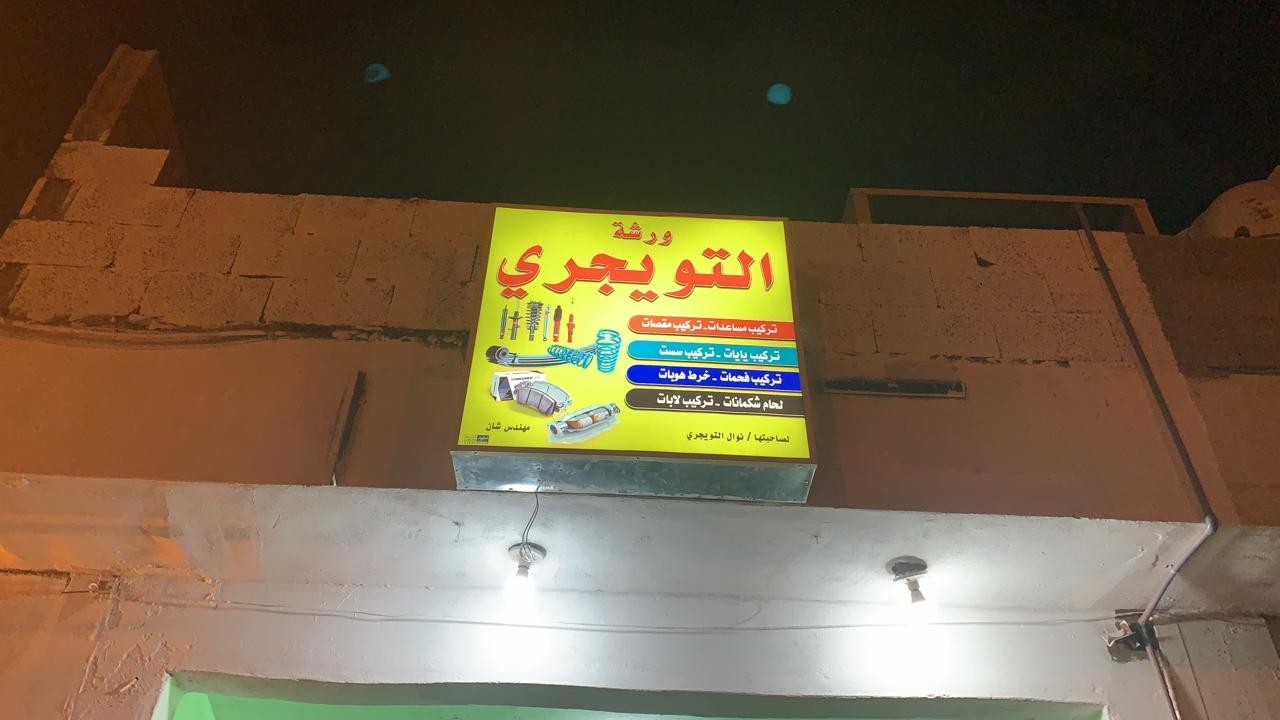 ورشة
التويجري
تركيب مساعدات - تركيب مقصات
تركيب يايات - تركيب سست
تركيب فحمات - خرط هوبات
لحام شكمانات - تركيب لابات
مهندس شان
لصاحبتها / نوال التويجري